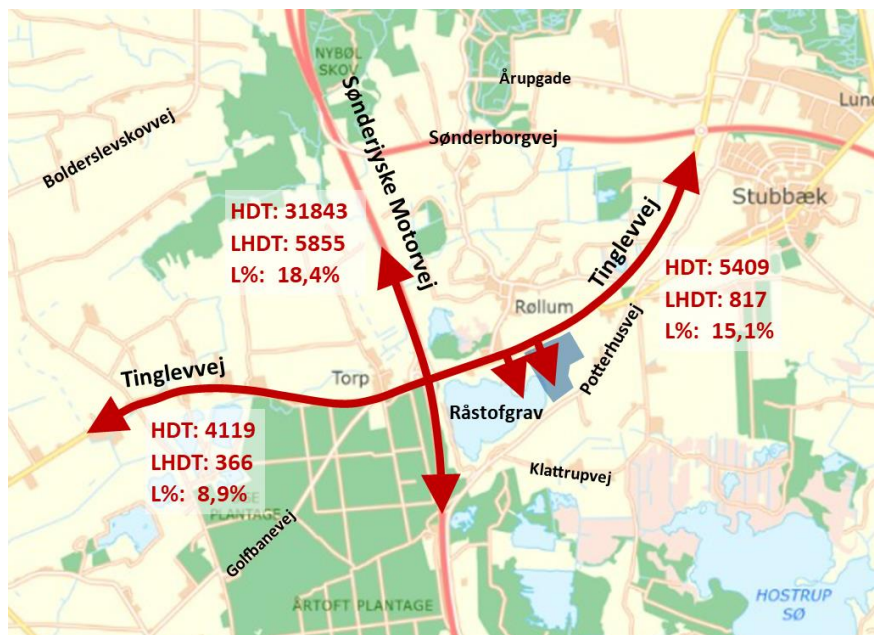 NYBØL
SKOV
Årupgade
Lund
Sønderjyske Motorvej
Sønderborgvej
Bolderslevskovvej
Stubbæk
HDT: 31843
LHDT: 5855
L%: 18,4%
Tinglevvej
HDT: 5409
LHDT: 817
L%: 15,1%
Røllum
Potterhusvej
Tinglevvej
Torp
Råstofgrav
HDT: 4119
LHDT: 366
L%: 8,9%
Klattrupvej
PLANTAGE
Golfbanevej
ÅRTOFT PLANTAGE
HOSTRUP
SØ